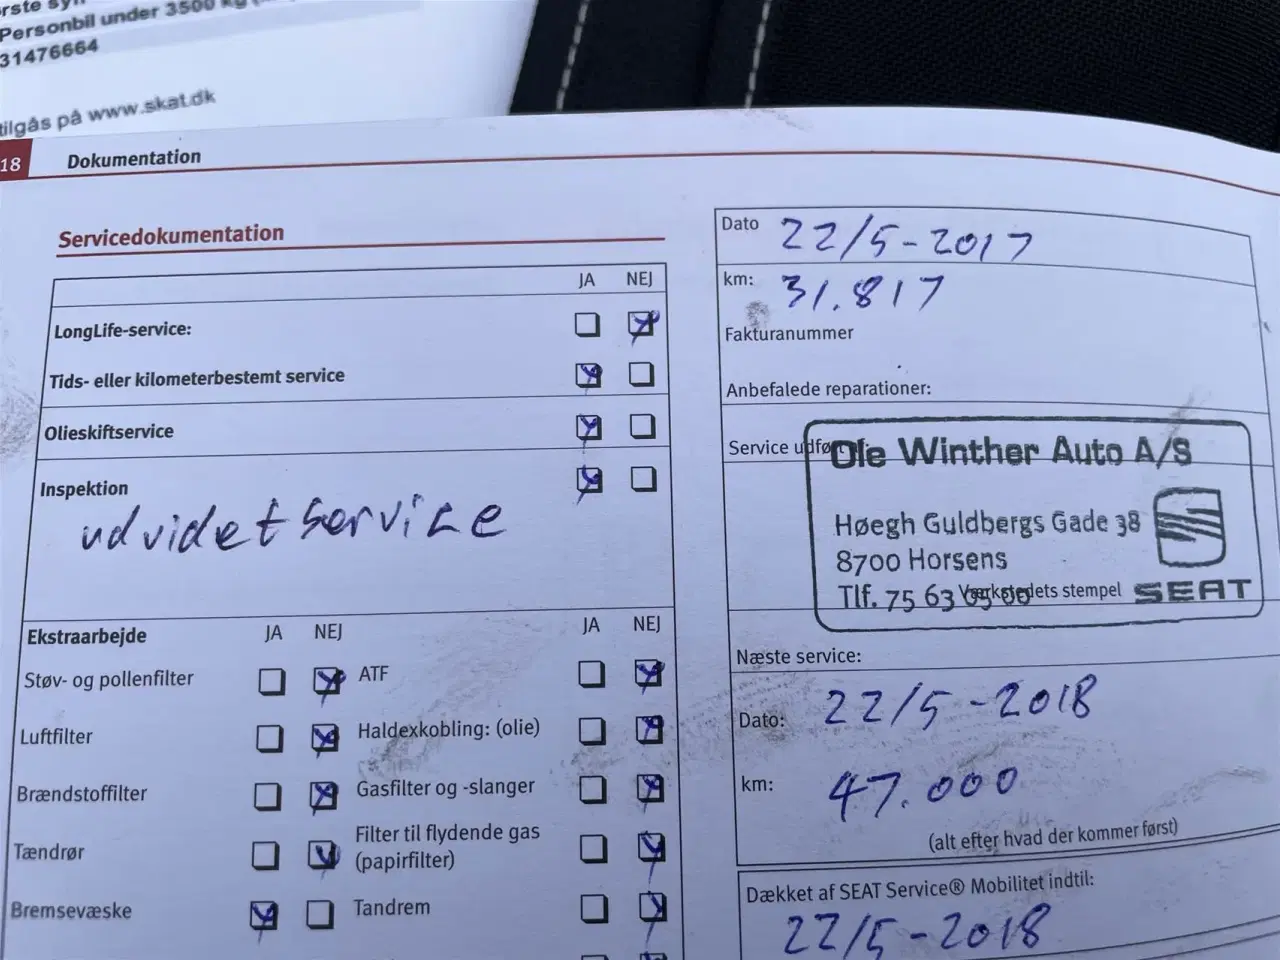 Personbil under 3500 kg
31476664
tilgås på www.skat.dk
18 Dokumentation
Servicedokumentation
JA NEJ
LongLife-service:
Tids- eller kilometerbestemt service
Olieskiftservice
Inspektion
udvidet service
Ekstraarbejde JA NEJ JA NEJ
Støv- og pollenfilter ATF
Luftfilter Haldexkobling: (olie)
Brændstoffilter Gasfilter og -slanger
Tændrør Filter til flydende gas
(papirfilter)
Bremsevæske Tandrem
Dato 22/5-2017
km: 31.817
Fakturanummer
Anbefalede reparationer:
Service udfø
Ole Winther Auto A/S
Høegh Guldbergs Gade 38
8700 Horsens
Tlf. 75 63 05 00
Værkstedets stempel
SEAT
Næste service:
Dato: 22/5-2018
km: 47.000
(alt efter hvad der kommer først)
Dækket af SEAT Service® Mobilitet indtil:
22/5-2018